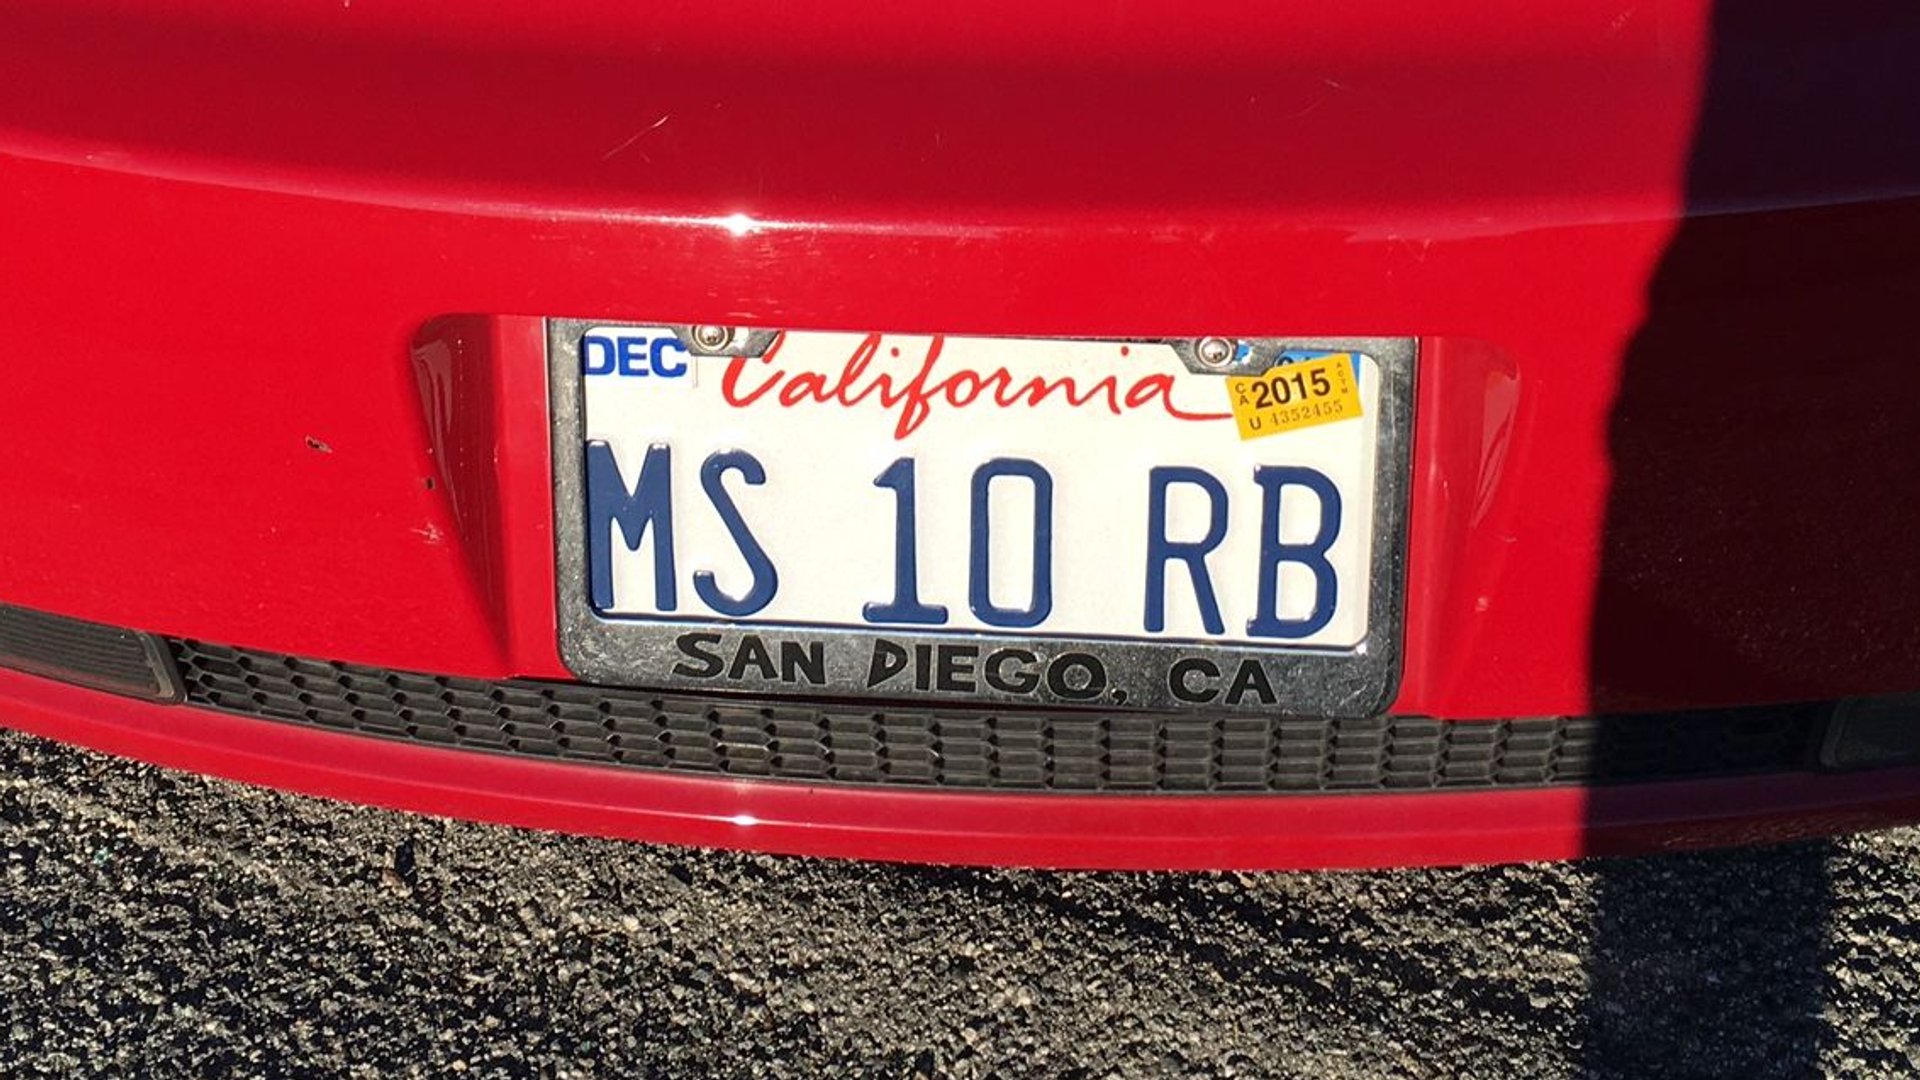 DEC
California
CA 2015
U 4352455
MS 10 RB
SAN DIEGO, CA